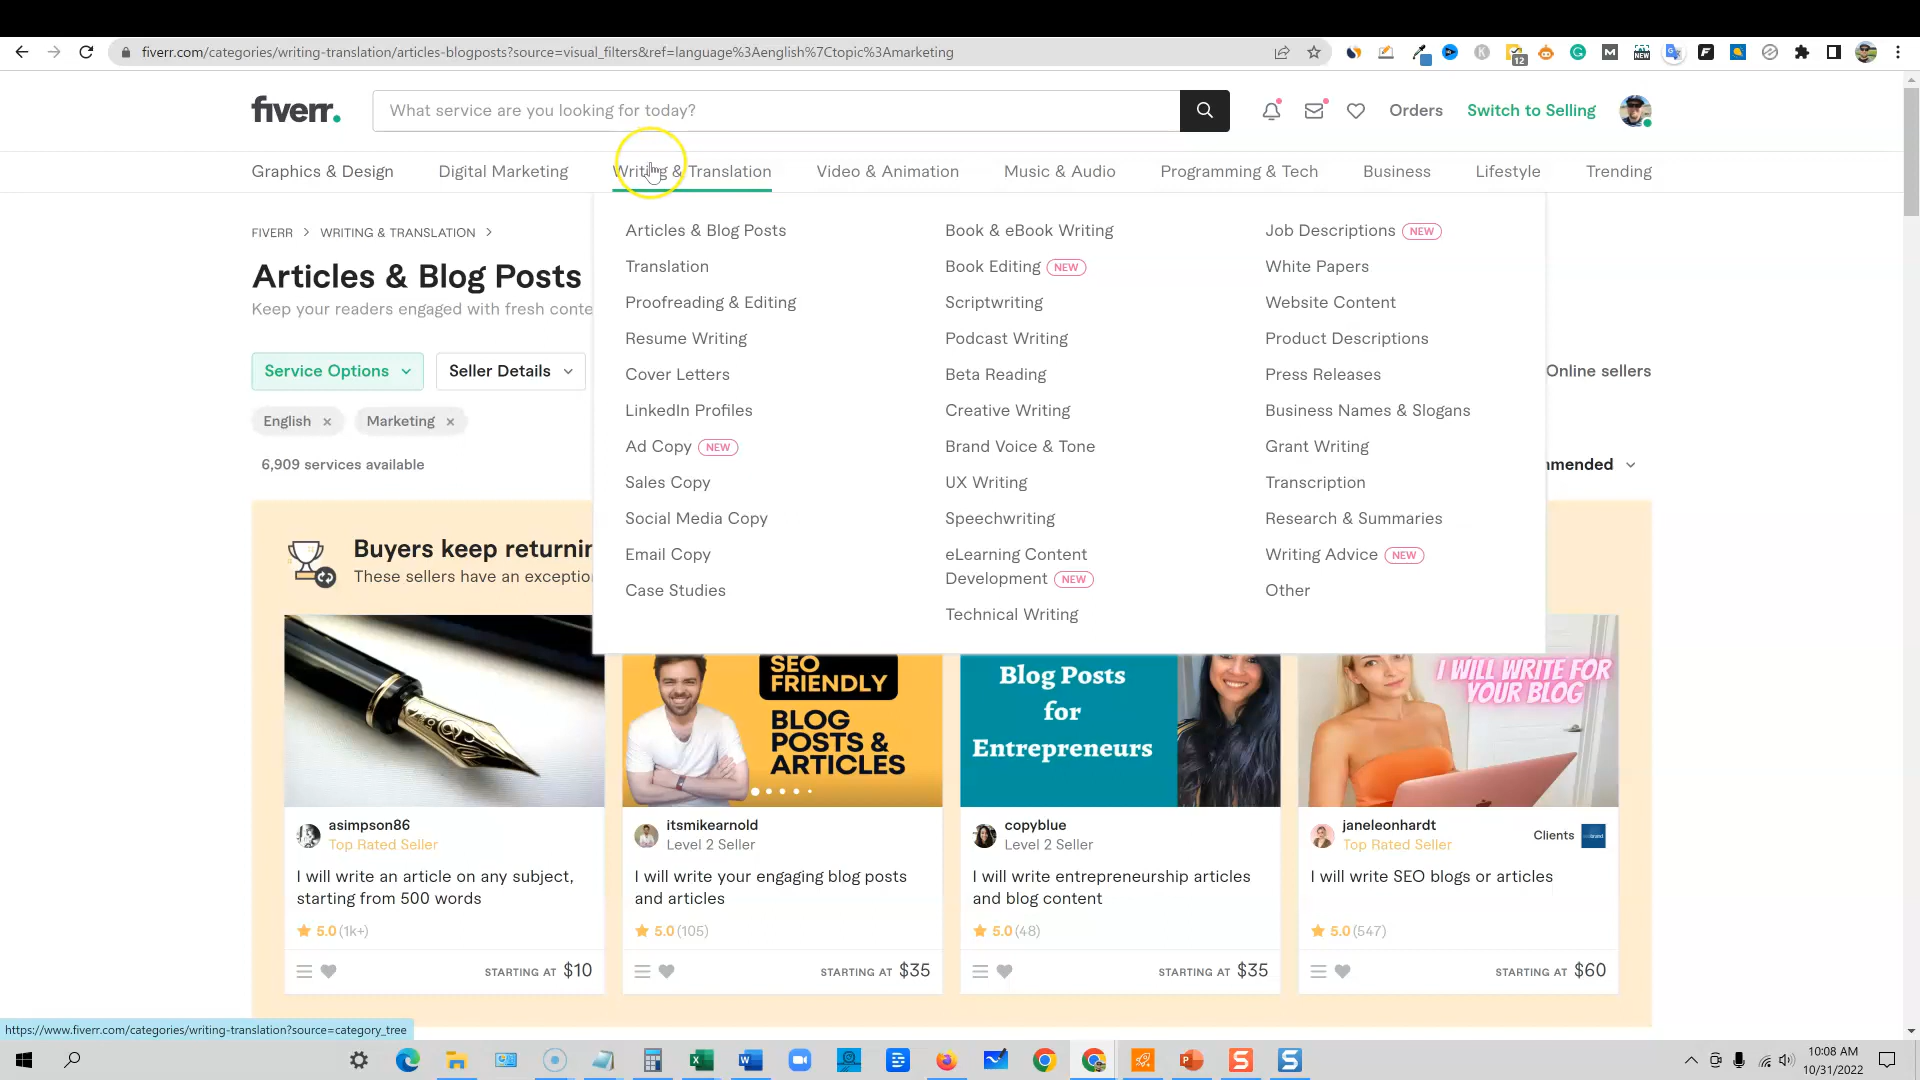 fiverr.com/categories/writing-translation/articles-blogposts?source=visual_filters&ref=language%3Aenglish%7Ctopic%3Amarketing
12
NEW
fiverr.
What service are you looking for today?
Orders
Switch to Selling
Graphics & Design
Digital Marketing
Writing & Translation
Video & Animation
Music & Audio
Programming & Tech
Business
Lifestyle
Trending
FIVERR > WRITING & TRANSLATION >
Articles & Blog Posts
Keep your readers engaged with fresh conte
Service Options
Seller Details
Online sellers
English ×
Marketing ×
6,909 services available
mmended
Articles & Blog Posts
Translation
Proofreading & Editing
Resume Writing
Cover Letters
LinkedIn Profiles
Ad Copy NEW
Sales Copy
Social Media Copy
Email Copy
Case Studies
Book & eBook Writing
Book Editing NEW
Scriptwriting
Podcast Writing
Beta Reading
Creative Writing
Brand Voice & Tone
UX Writing
Speechwriting
eLearning Content
Development NEW
Technical Writing
Job Descriptions NEW
White Papers
Website Content
Product Descriptions
Press Releases
Business Names & Slogans
Grant Writing
Transcription
Research & Summaries
Writing Advice NEW
Other
Buyers keep returnin
These sellers have an exceptio
SEO
FRIENDLY
BLOG
POSTS &
ARTICLES
Blog Posts
for
Entrepreneurs
I WILL WRITE FOR
YOUR BLOG
asimpson86
Top Rated Seller
I will write an article on any subject,
starting from 500 words
5.0 (1k+)
STARTING AT $10
itsmikearnold
Level 2 Seller
I will write your engaging blog posts
and articles
5.0 (105)
STARTING AT $35
copyblue
Level 2 Seller
I will write entrepreneurship articles
and blog content
5.0 (48)
STARTING AT $35
janeleonhardt
Top Rated Seller
Clients
I will write SEO blogs or articles
5.0 (547)
STARTING AT $60
https://www.fiverr.com/categories/writing-translation?source=category_tree
10:08 AM
10/31/2022